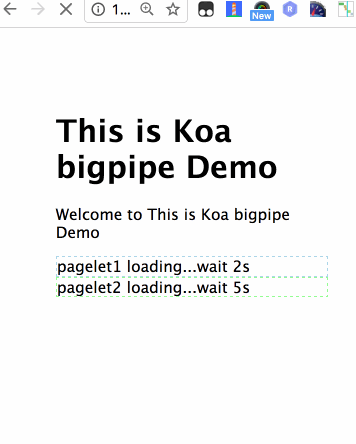 1...
New
This is Koa
bigpipe Demo
Welcome to This is Koa bigpipe
Demo
pagelet1 loading...wait 2s
pagelet2 loading...wait 5s